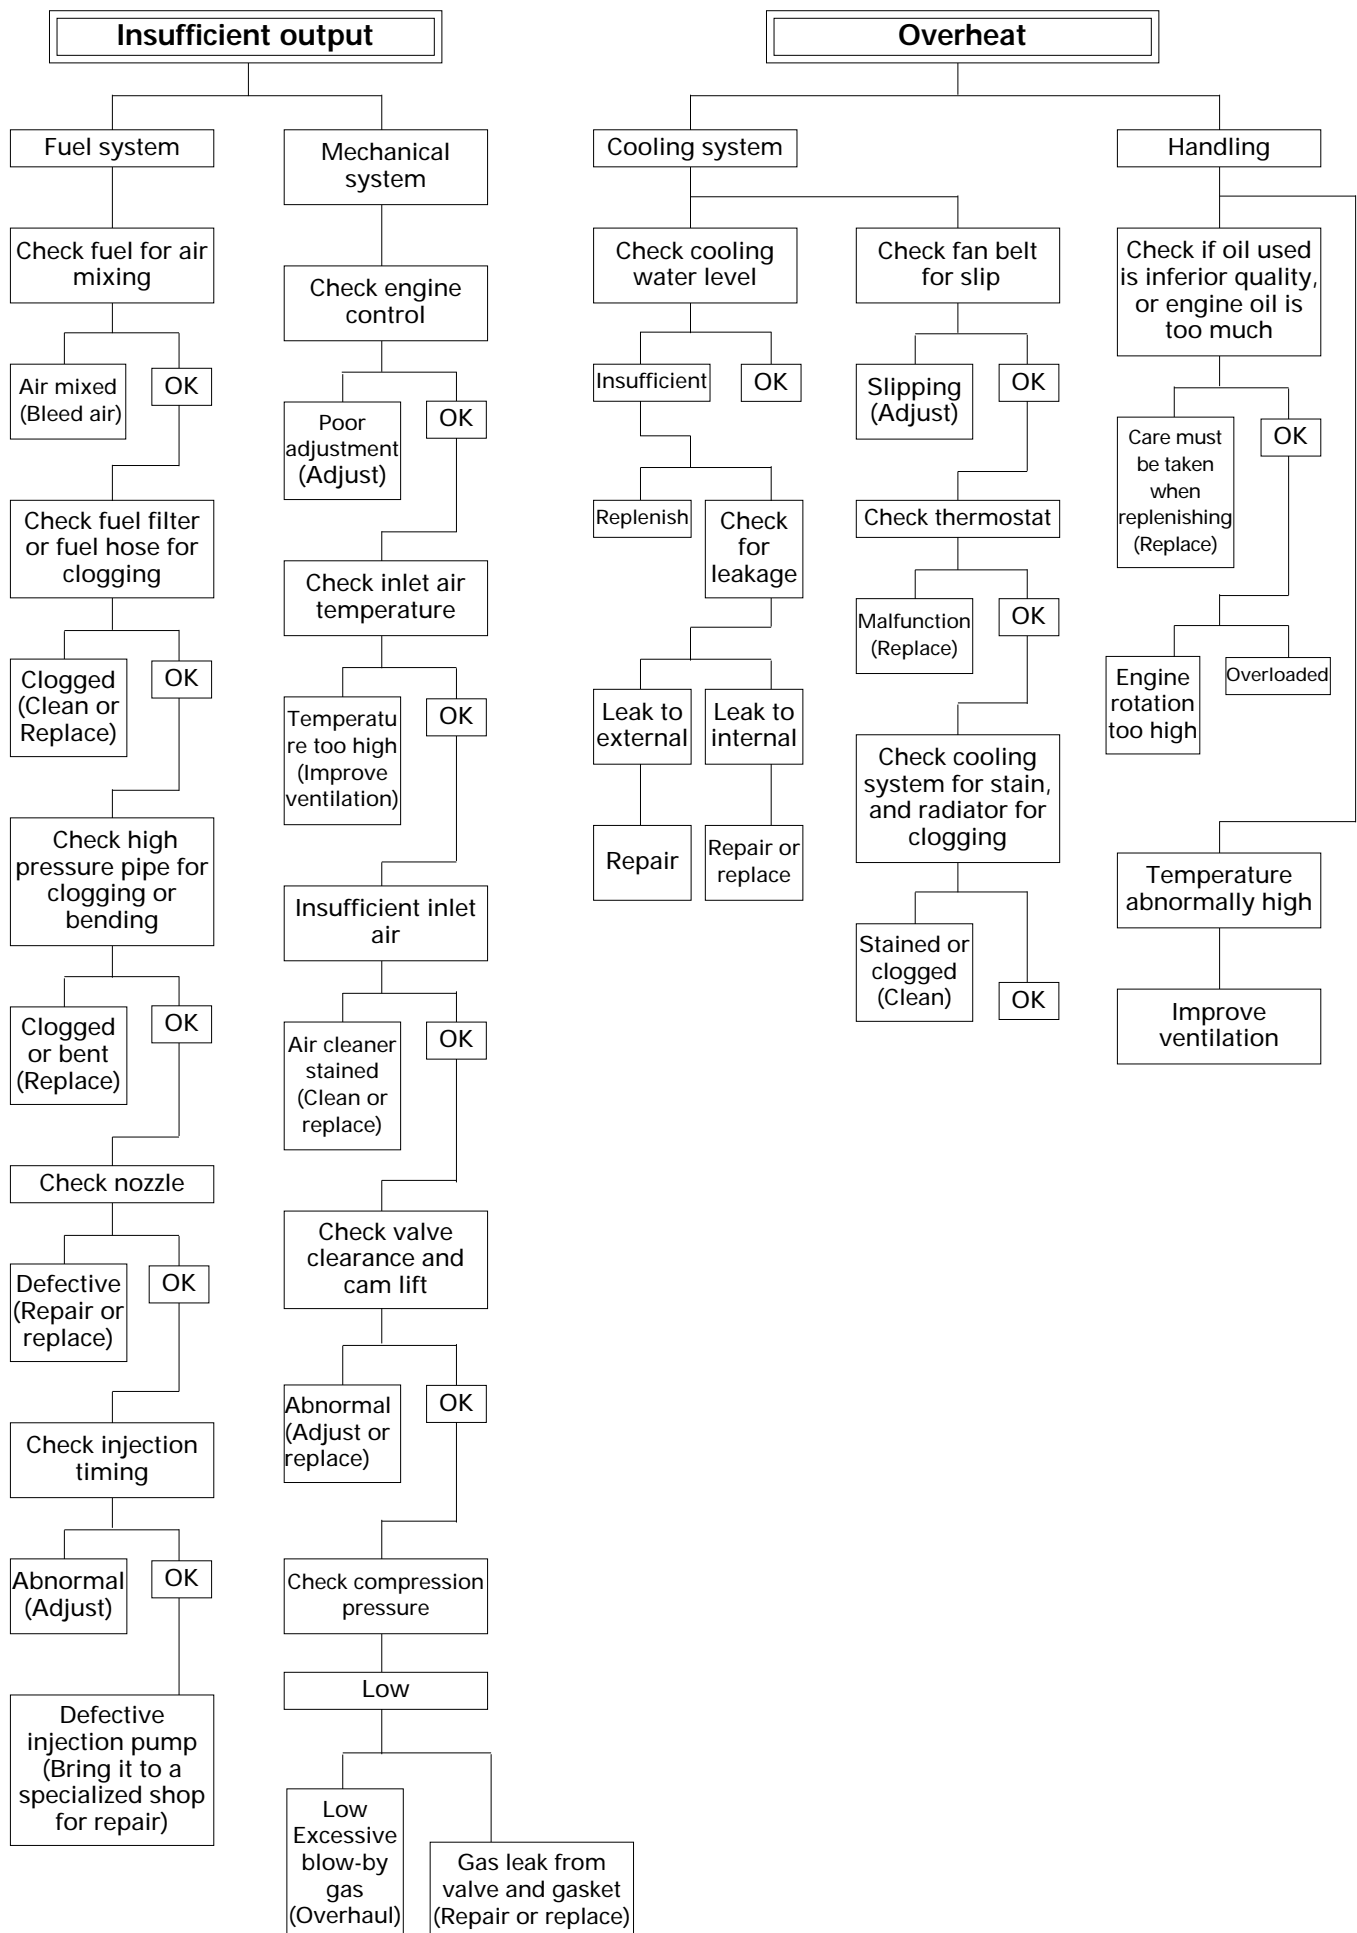 Insufficient output
Fuel system
Check fuel for air
mixing
Air mixed
(Bleed air)
OK
Check fuel filter
or fuel hose for
clogging
Clogged
(Clean or
Replace)
OK
Check high
pressure pipe for
clogging or
bending
Clogged
or bent
(Replace)
OK
Check nozzle
Defective
(Repair or
replace)
OK
Check injection
timing
Abnormal
(Adjust)
OK
Defective
injection pump
(Bring it to a
specialized shop
for repair)
Mechanical
system
Check engine
control
Poor
adjustment
(Adjust)
OK
Check inlet air
temperature
Temperatu
re too high
(Improve
ventilation)
OK
Insufficient inlet
air
Air cleaner
stained
(Clean or
replace)
OK
Check valve
clearance and
cam lift
Abnormal
(Adjust or
replace)
OK
Check compression
pressure
Low
Low
Excessive
blow-by
gas
(Overhaul)
Gas leak from
valve and gasket
(Repair or replace)
Overheat
Cooling system
Check cooling
water level
Insufficient
OK
Replenish
Check
for
leakage
Leak to
external
Leak to
internal
Repair
Repair or
replace
Check fan belt
for slip
Slipping
(Adjust)
OK
Check thermostat
Malfunction
(Replace)
OK
Check cooling
system for stain,
and radiator for
clogging
Stained or
clogged
(Clean)
OK
Handling
Check if oil used
is inferior quality,
or engine oil is
too much
Care must
be taken
when
replenishing
(Replace)
OK
Engine
rotation
too high
Overloaded
Temperature
abnormally high
Improve
ventilation